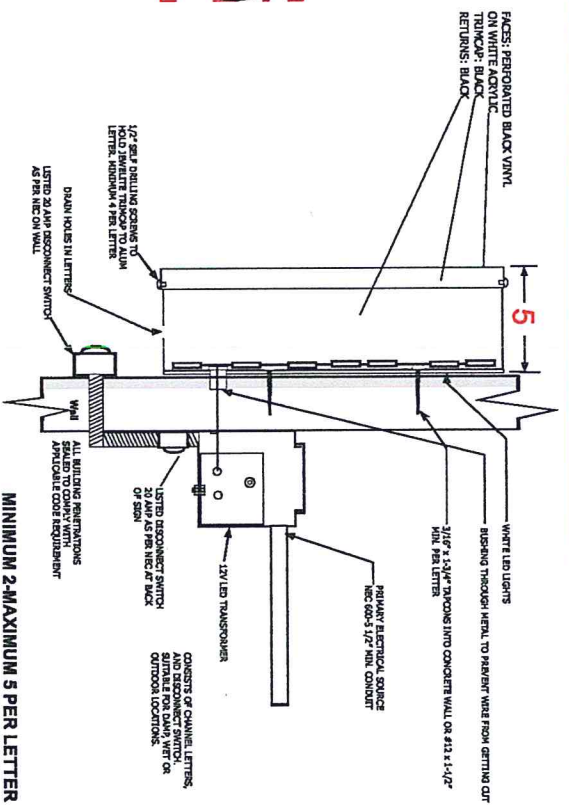 FACES: PERFORATED BLACK VINYL
ON WHITE ACRYLIC
TRIMCAP: BLACK
RETURNS: BLACK
5
1/2" SELF DRILLING SCREWS TO
HOLD JEWELITE TRIMCAP TO ALUM
LETTER. MINIMUM 4 PER LETTER
DRAIN HOLES IN LETTERS
LISTED 20 AMP DISCONNECT SWITCH
AS PER NEC ON WALL
WHITE LED LIGHTS
BUSHING THROUGH METAL TO PREVENT WIRE FROM GETTING CUT
3/16" x 1-3/4" TAPCONS INTO CONCRETE WALL OR #12 x 1-1/2"
MIN. PER LETTER
PRIMARY ELECTRICAL SOURCE
NEC 600-5 1/2" MIN. CONDUIT
12V LED TRANSFORMER
LISTED DISCONNECT SWITCH
20 AMP AS PER NEC AT BACK
OF SIGN
Wall
ALL BUILDING PENETRATIONS
SEALED TO COMPLY WITH
APPLICABLE CODE REQUIREMENT
CONSISTS OF CHANNEL LETTERS,
AND DISCONNECT SWITCH.
SUITABLE FOR DAMP, WET OR
OUTDOOR LOCATIONS.
MINIMUM 2-MAXIMUM 5 PER LETTER